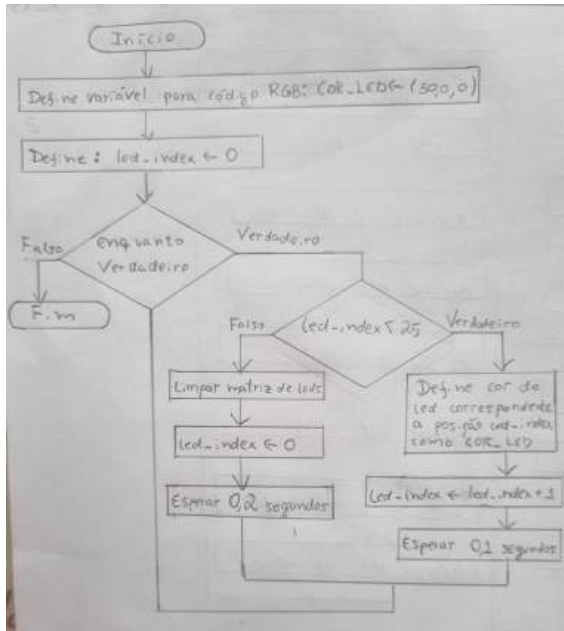 Início
Define variável para código RGB: COR_LED ← (50,0,0)
Define: led_index ← 0
enquanto
Verdadeiro
Falso
Verdadeiro
Fim
led_index < 25
Falso
Verdadeiro
Limpar matriz de leds
led_index ← 0
Esperar 0,2 segundos
Define cor do
led correspondente
a posição led_index
como COR_LED
led_index ← led_index + 1
Esperar 0,1 segundos